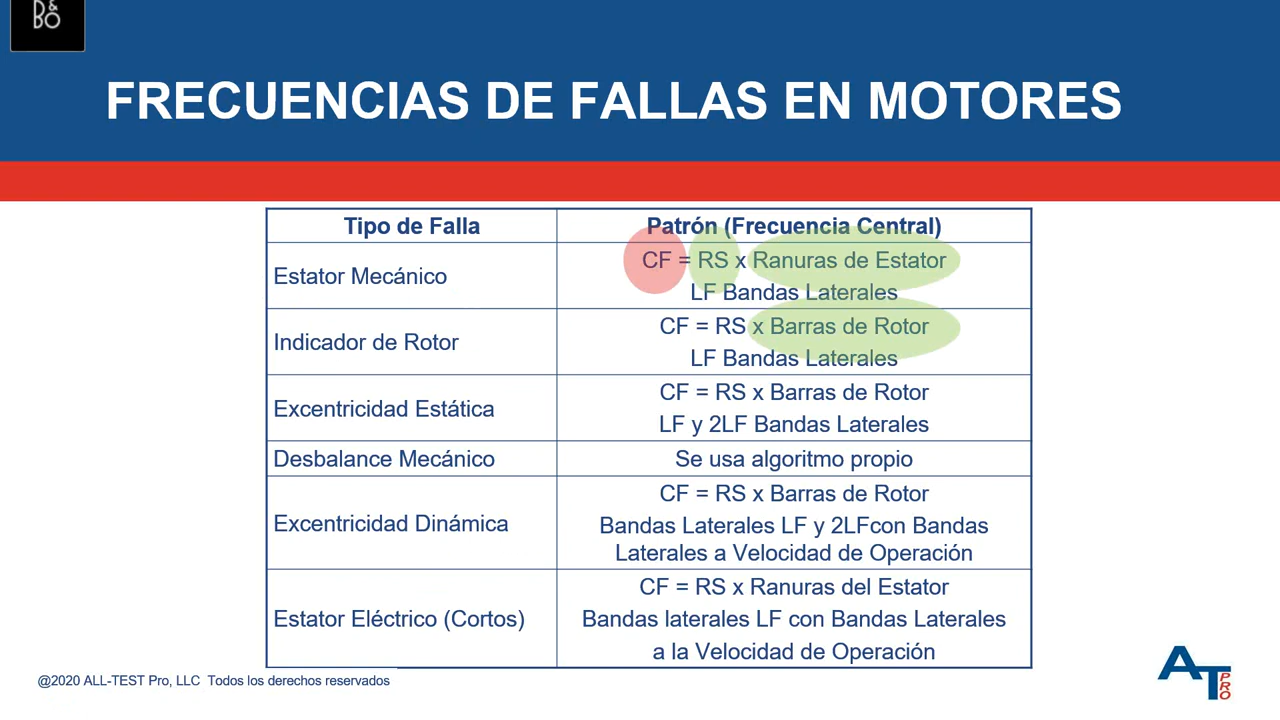 D&
BO
FRECUENCIAS DE FALLAS EN MOTORES
Tipo de Falla
Patrón (Frecuencia Central)
Estator Mecánico
CF = RS x Ranuras de Estator
LF Bandas Laterales
Indicador de Rotor
CF = RS x Barras de Rotor
LF Bandas Laterales
Excentricidad Estática
CF = RS x Barras de Rotor
LF y 2LF Bandas Laterales
Desbalance Mecánico
Se usa algoritmo propio
Excentricidad Dinámica
CF = RS x Barras de Rotor
Bandas Laterales LF y 2LFcon Bandas
Laterales a Velocidad de Operación
Estator Eléctrico (Cortos)
CF = RS x Ranuras del Estator
Bandas laterales LF con Bandas Laterales
a la Velocidad de Operación
@2020 ALL-TEST Pro, LLC Todos los derechos reservados
AT PRO